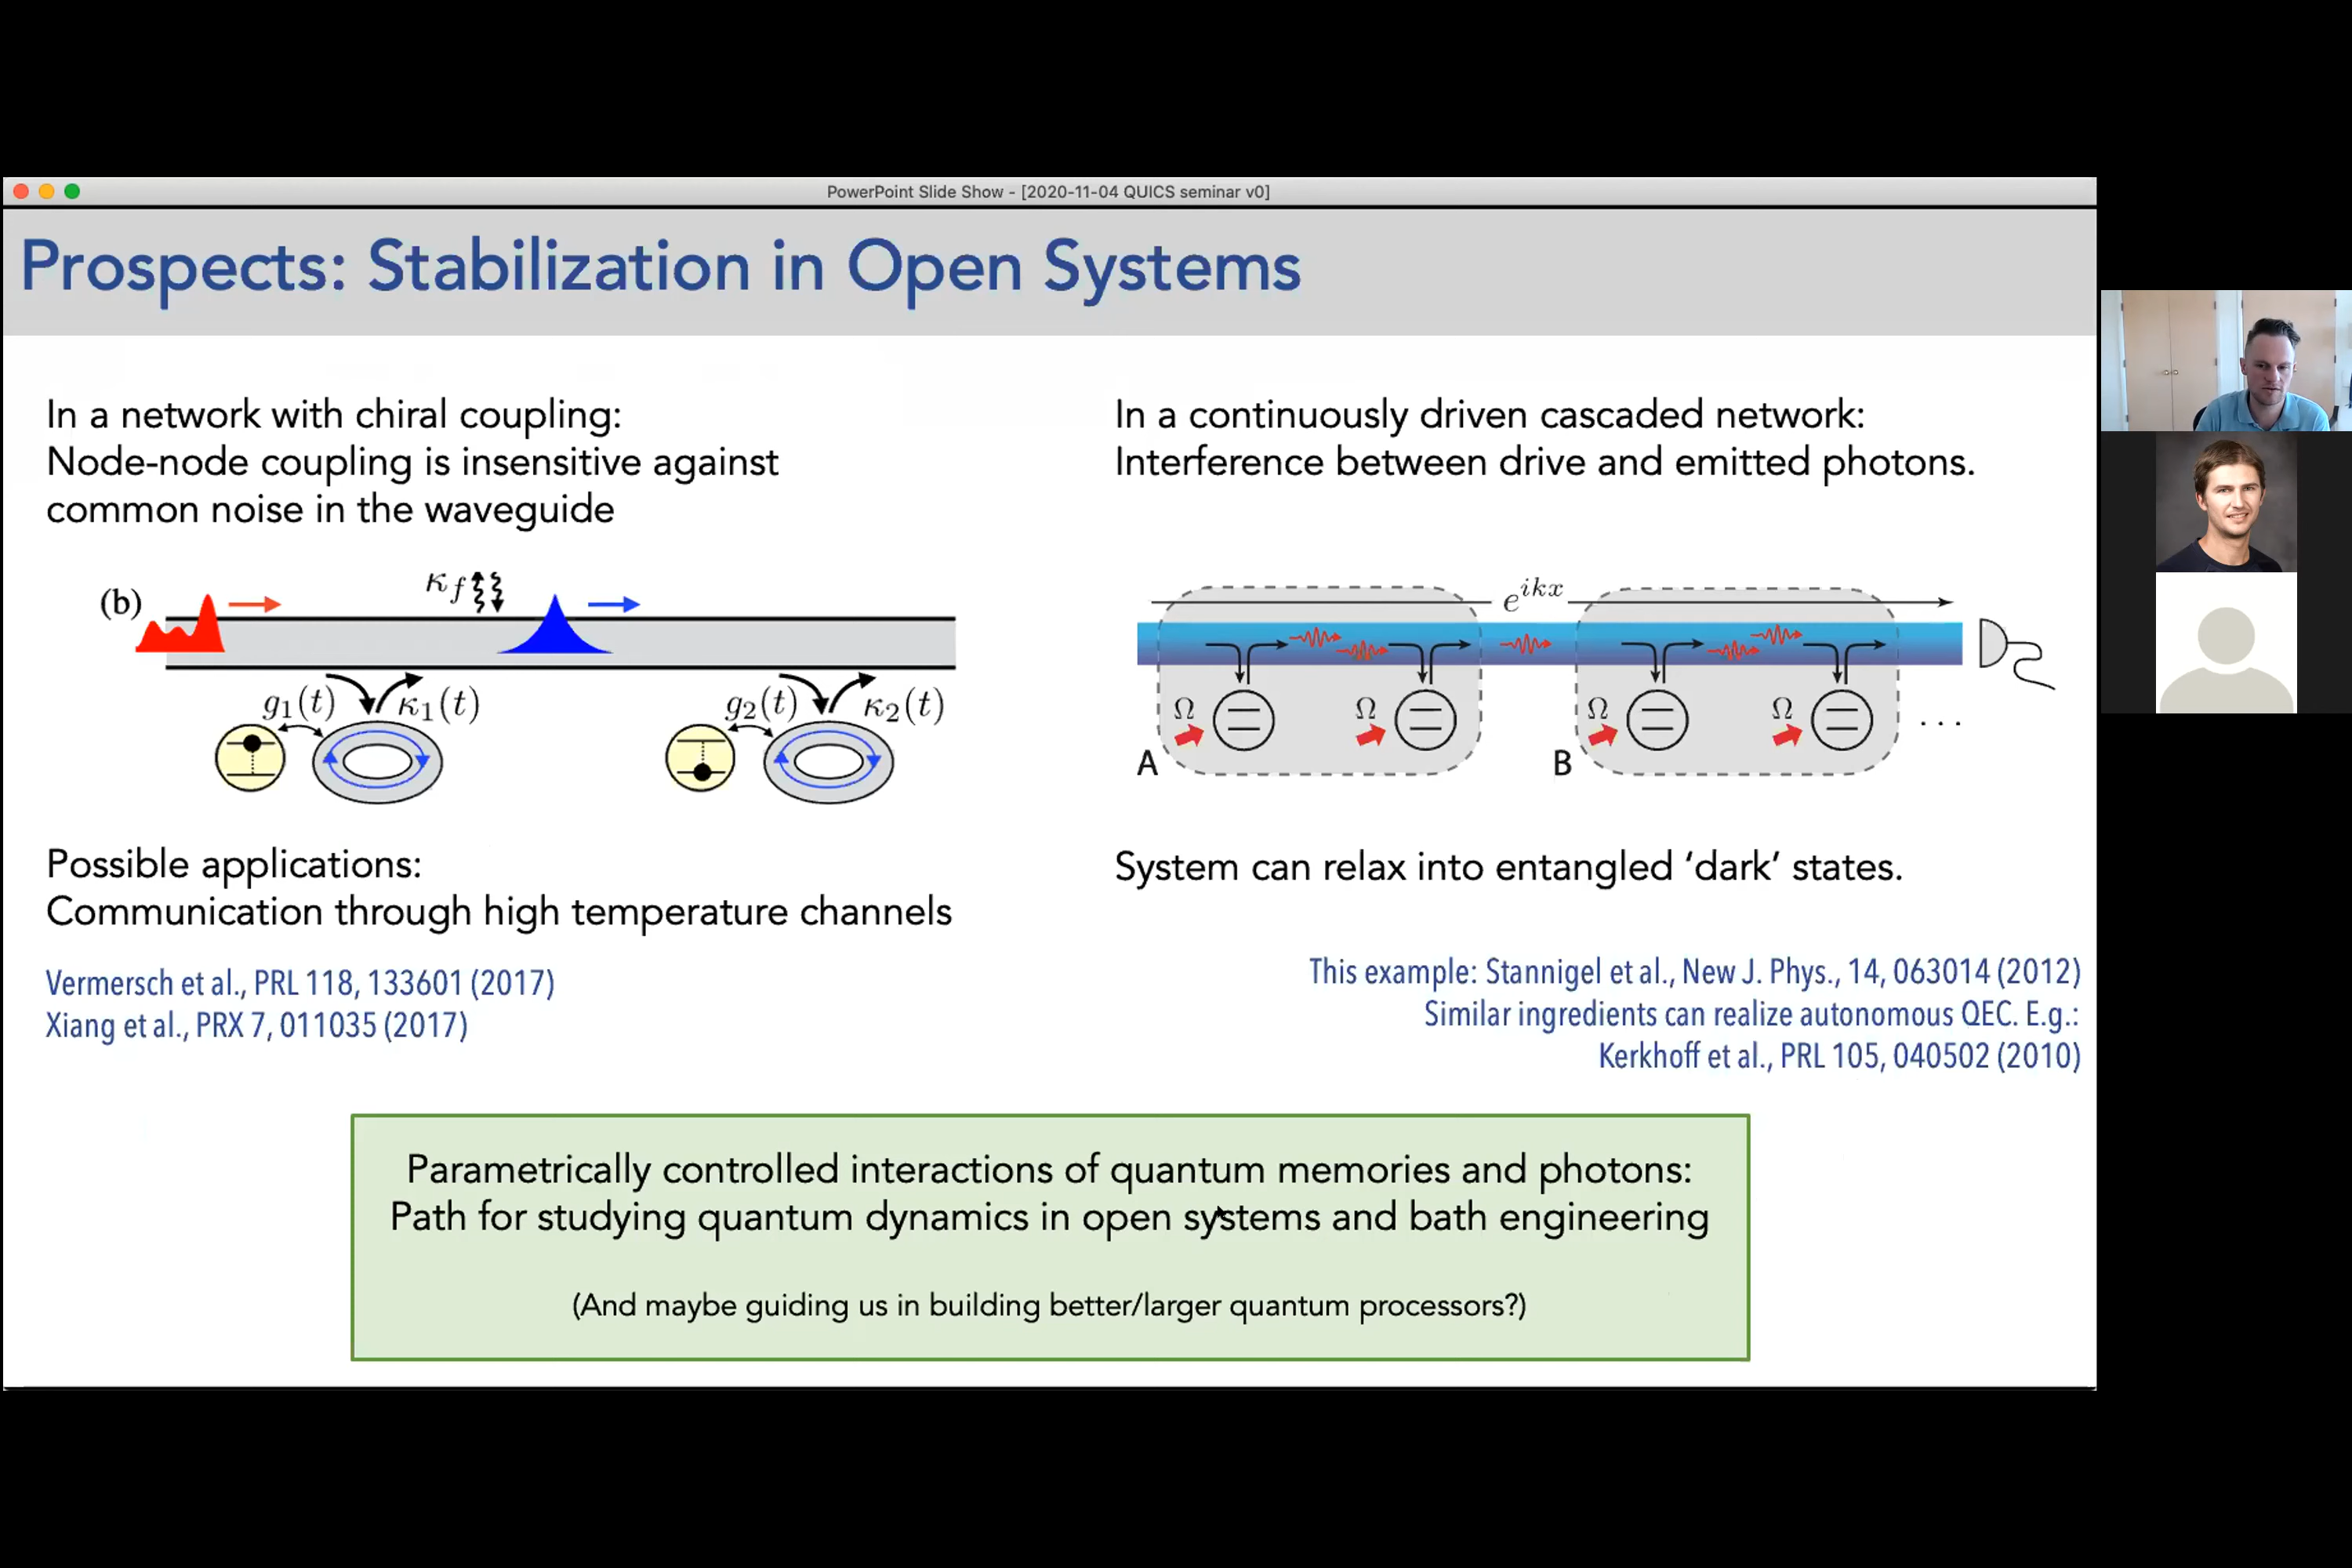 PowerPoint Slide Show - [2020-11-04 QUICS seminar v0]
Prospects: Stabilization in Open Systems
In a network with chiral coupling:
Node-node coupling is insensitive against
common noise in the waveguide
(b)
κf
g1(t)
κ1(t)
g2(t)
κ2(t)
Possible applications:
Communication through high temperature channels
Vermersch et al., PRL 118, 133601 (2017)
Xiang et al., PRX 7, 011035 (2017)
In a continuously driven cascaded network:
Interference between drive and emitted photons.
e^{ikx}
Ω Ω Ω Ω
A B ...
System can relax into entangled ‘dark’ states.
This example: Stannigel et al., New J. Phys., 14, 063014 (2012)
Similar ingredients can realize autonomous QEC. E.g.:
Kerkhoff et al., PRL 105, 040502 (2010)
Parametrically controlled interactions of quantum memories and photons:
Path for studying quantum dynamics in open systems and bath engineering
(And maybe guiding us in building better/larger quantum processors?)